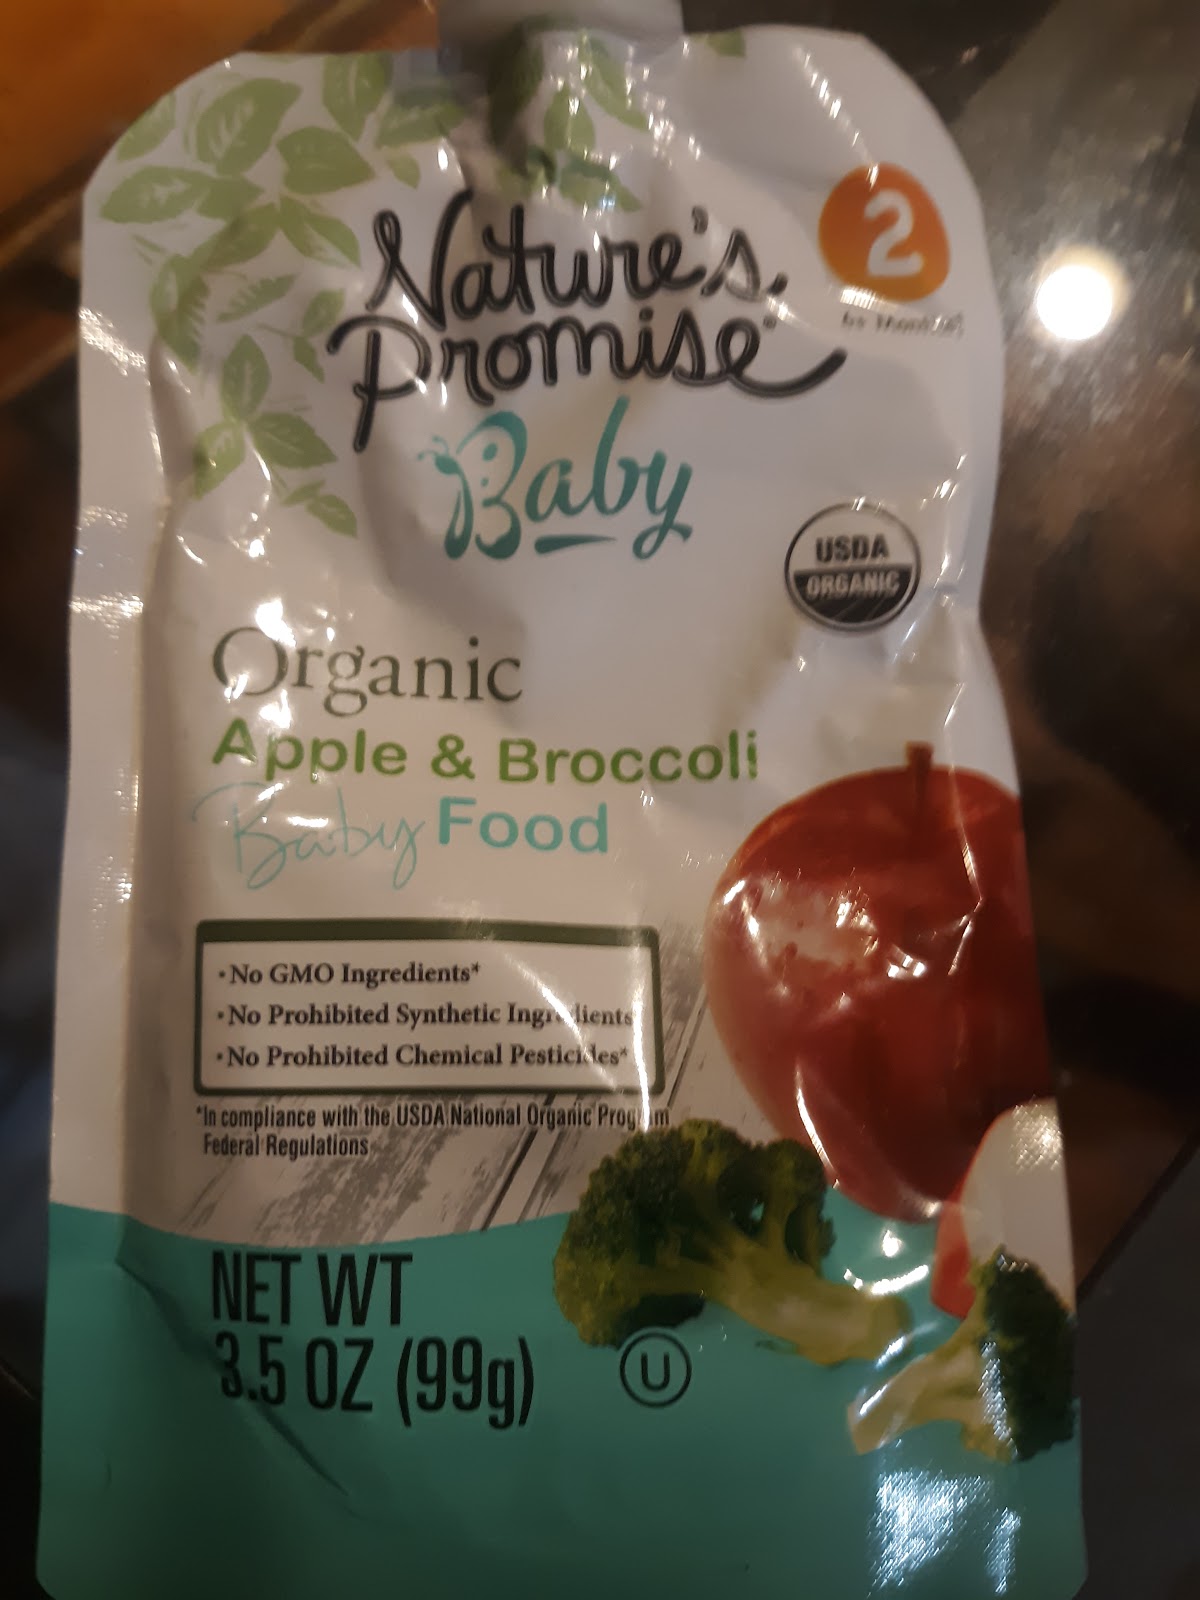 Nature's
Promise®
Baby
2
6+ Months
USDA
ORGANIC
Organic
Apple & Broccoli
Baby Food
•No GMO Ingredients*
•No Prohibited Synthetic Ingredients
•No Prohibited Chemical Pesticides*
*In compliance with the USDA National Organic Program
Federal Regulations
NET WT
3.5 OZ (99g)
U